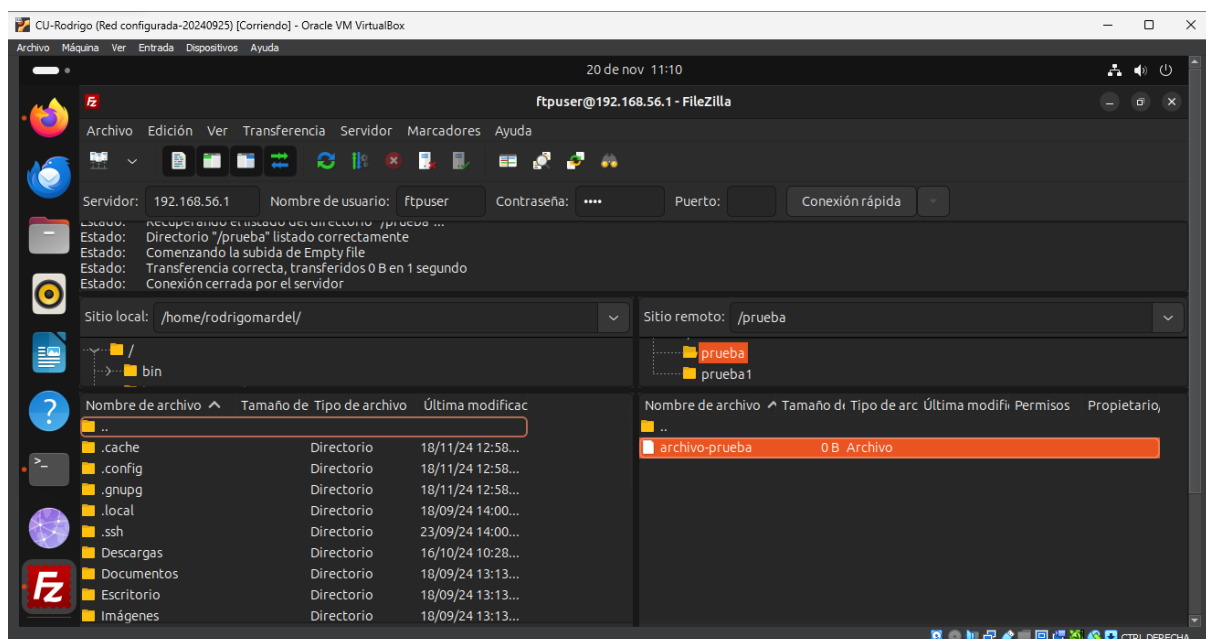 CU-Rodrigo (Red configurada-20240925) [Corriendo] - Oracle VM VirtualBox
Archivo Máquina Ver Entrada Dispositivos Ayuda
20 de nov 11:10
ftpuser@192.168.56.1 - FileZilla
Archivo Edición Ver Transferencia Servidor Marcadores Ayuda
Servidor: 192.168.56.1 Nombre de usuario: ftpuser Contraseña: •••• Puerto: Conexión rápida
Estado: Recuperando el listado del directorio "/prueba"...
Estado: Directorio "/prueba" listado correctamente
Estado: Comenzando la subida de Empty file
Estado: Transferencia correcta, transferidos 0 B en 1 segundo
Estado: Conexión cerrada por el servidor
Sitio local: /home/rodrigomardel/
/
bin
Sitio remoto: /prueba
prueba
prueba1
Nombre de archivo Tamaño de Tipo de archivo Última modificac
..
.cache Directorio 18/11/24 12:58...
.config Directorio 18/11/24 12:58...
.gnupg Directorio 18/11/24 12:58...
.local Directorio 18/09/24 14:00...
.ssh Directorio 23/09/24 14:00...
Descargas Directorio 16/10/24 10:28...
Documentos Directorio 18/09/24 13:13...
Escritorio Directorio 18/09/24 13:13...
Imágenes Directorio 18/09/24 13:13...
Nombre de archivo Tamaño de Tipo de arc Última modifi Permisos Propietario,
..
archivo-prueba 0 B Archivo
CTRL DERECHA